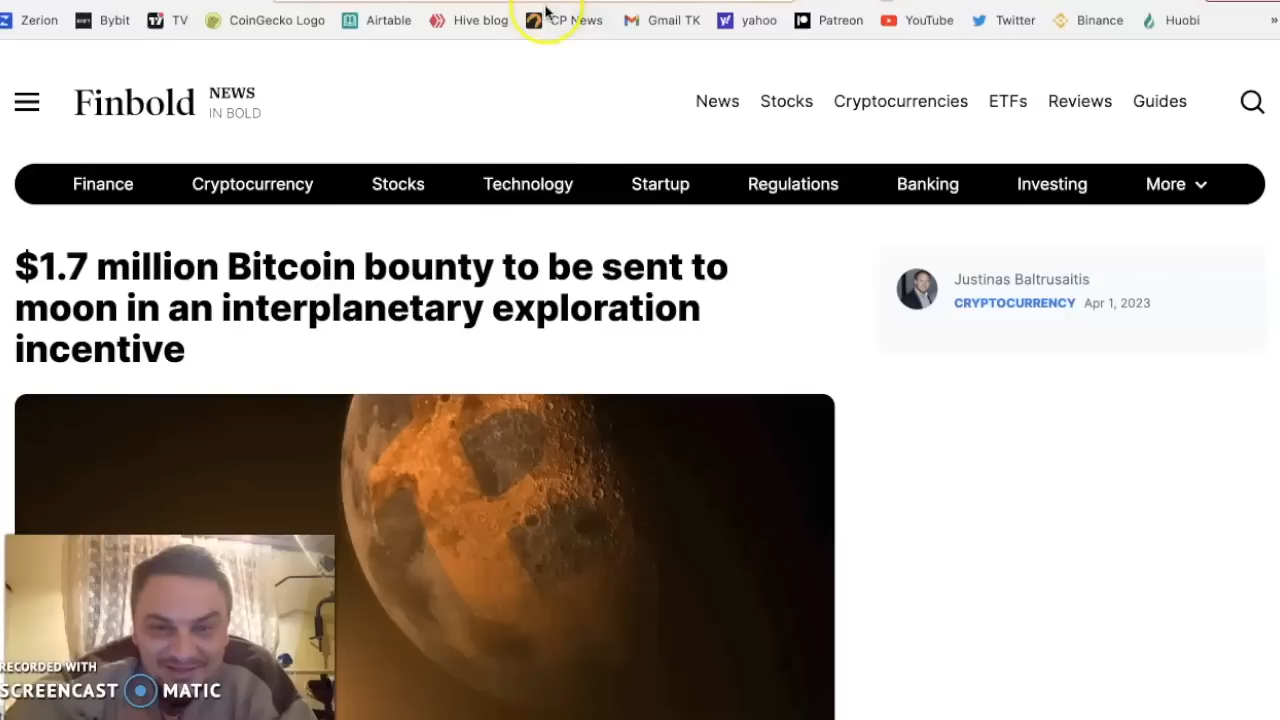 Zerion Bybit TV CoinGecko Logo Airtable Hive blog CP News Gmail TK yahoo Patreon YouTube Twitter Binance Huobi »
Finbold NEWS IN BOLD
News Stocks Cryptocurrencies ETFs Reviews Guides
Finance Cryptocurrency Stocks Technology Startup Regulations Banking Investing More
$1.7 million Bitcoin bounty to be sent to
moon in an interplanetary exploration
incentive
Justinas Baltrusaitis
CRYPTOCURRENCY Apr 1, 2023
RECORDED WITH
SCREENCAST MATIC